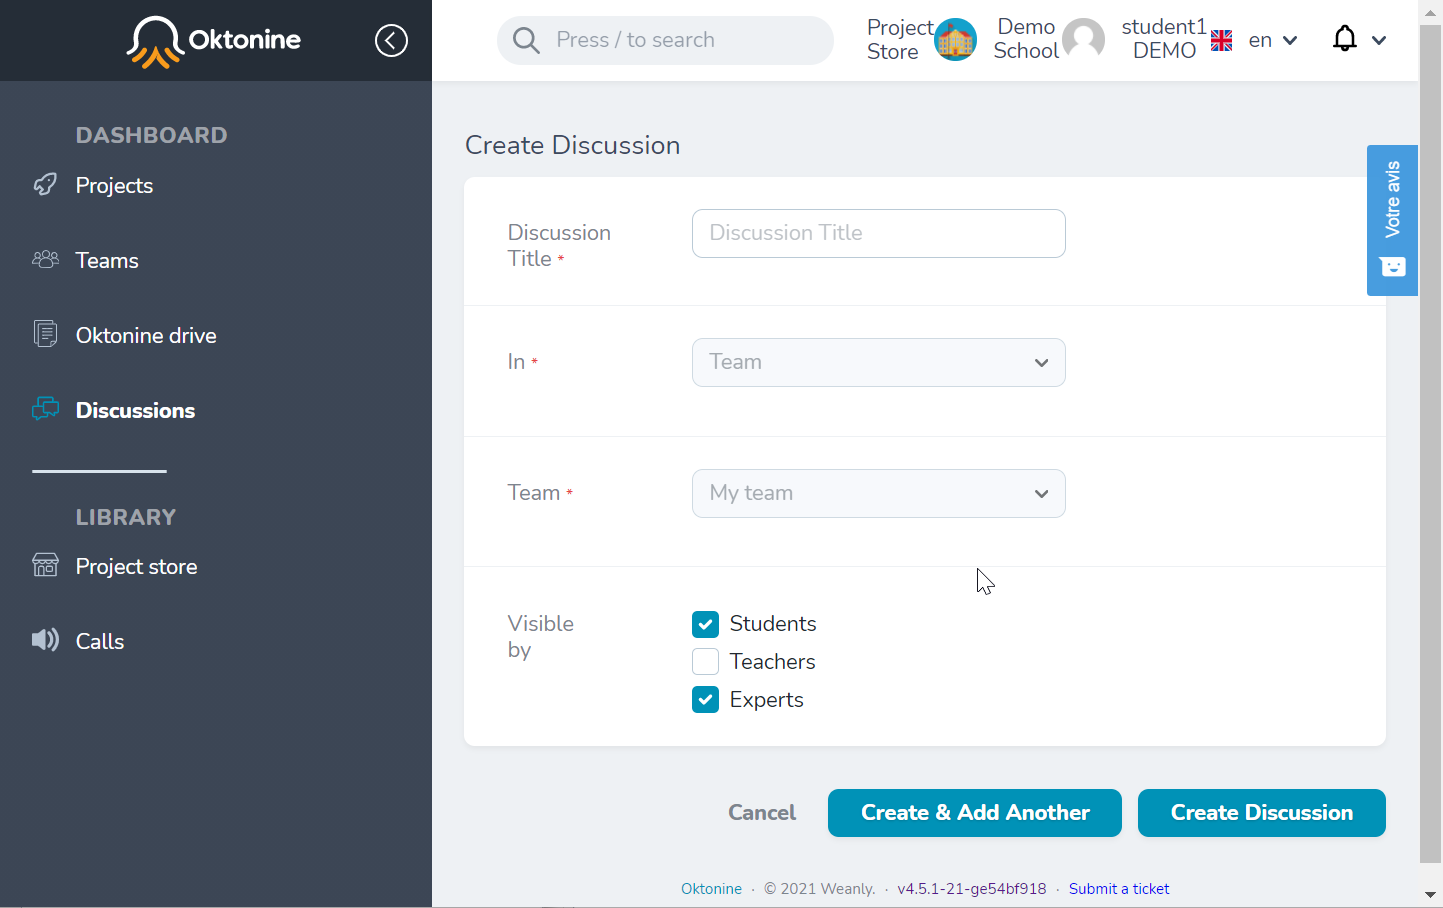 Oktonine
Press / to search
Project
Store
Demo
School
student1
DEMO
en
DASHBOARD
Projects
Teams
Oktonine drive
Discussions
LIBRARY
Project store
Calls
Create Discussion
Votre avis
Discussion
Title *
Discussion Title
In *
Team
Team *
My team
Visible
by
Students
Teachers
Experts
Cancel
Create & Add Another
Create Discussion
Oktonine · © 2021 Weanly. · v4.5.1-21-ge54bf918 · Submit a ticket